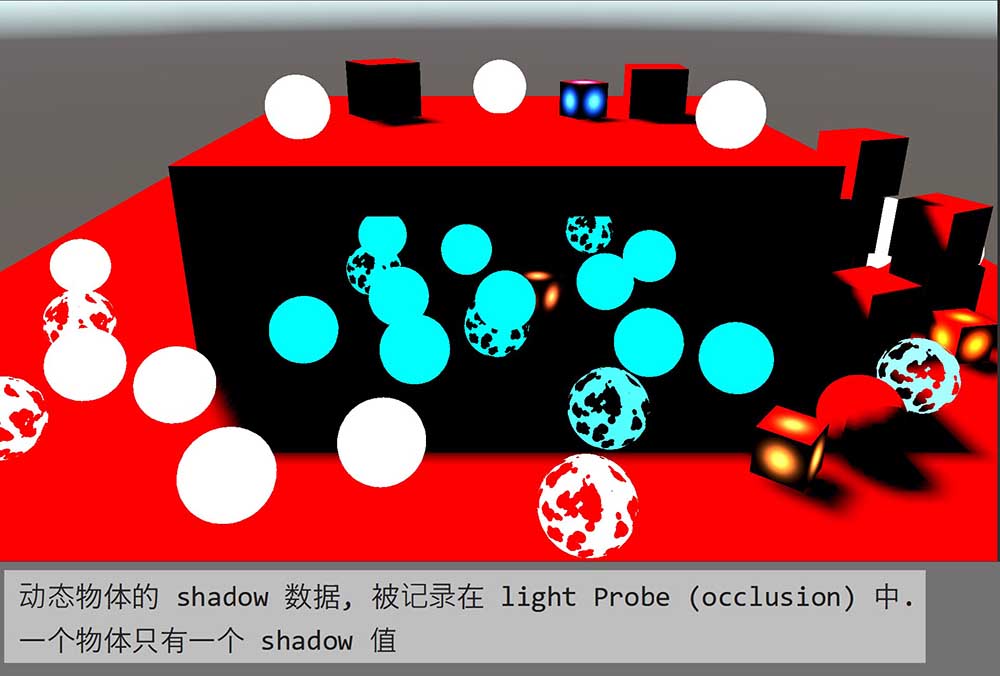 动态物体的 shadow 数据, 被记录在 light Probe (occlusion) 中.
一个物体只有一个 shadow 值